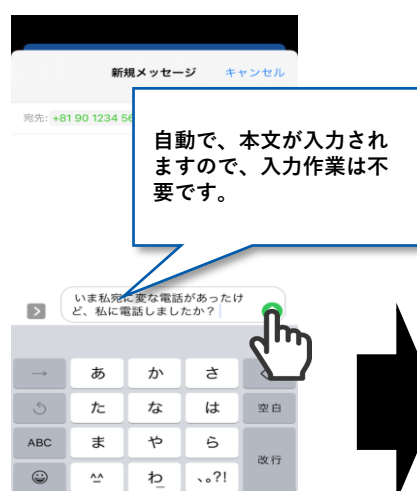 新規メッセージ キャンセル
宛先: +81 90 1234 56
自動で、本文が入力され
ますので、入力作業は不
要です。
いま私宛に変な電話があったけ
ど、私に電話しましたか？
→ あ か さ
た な は 空白
ABC ま や ら
改行
^^ わ 、。?!